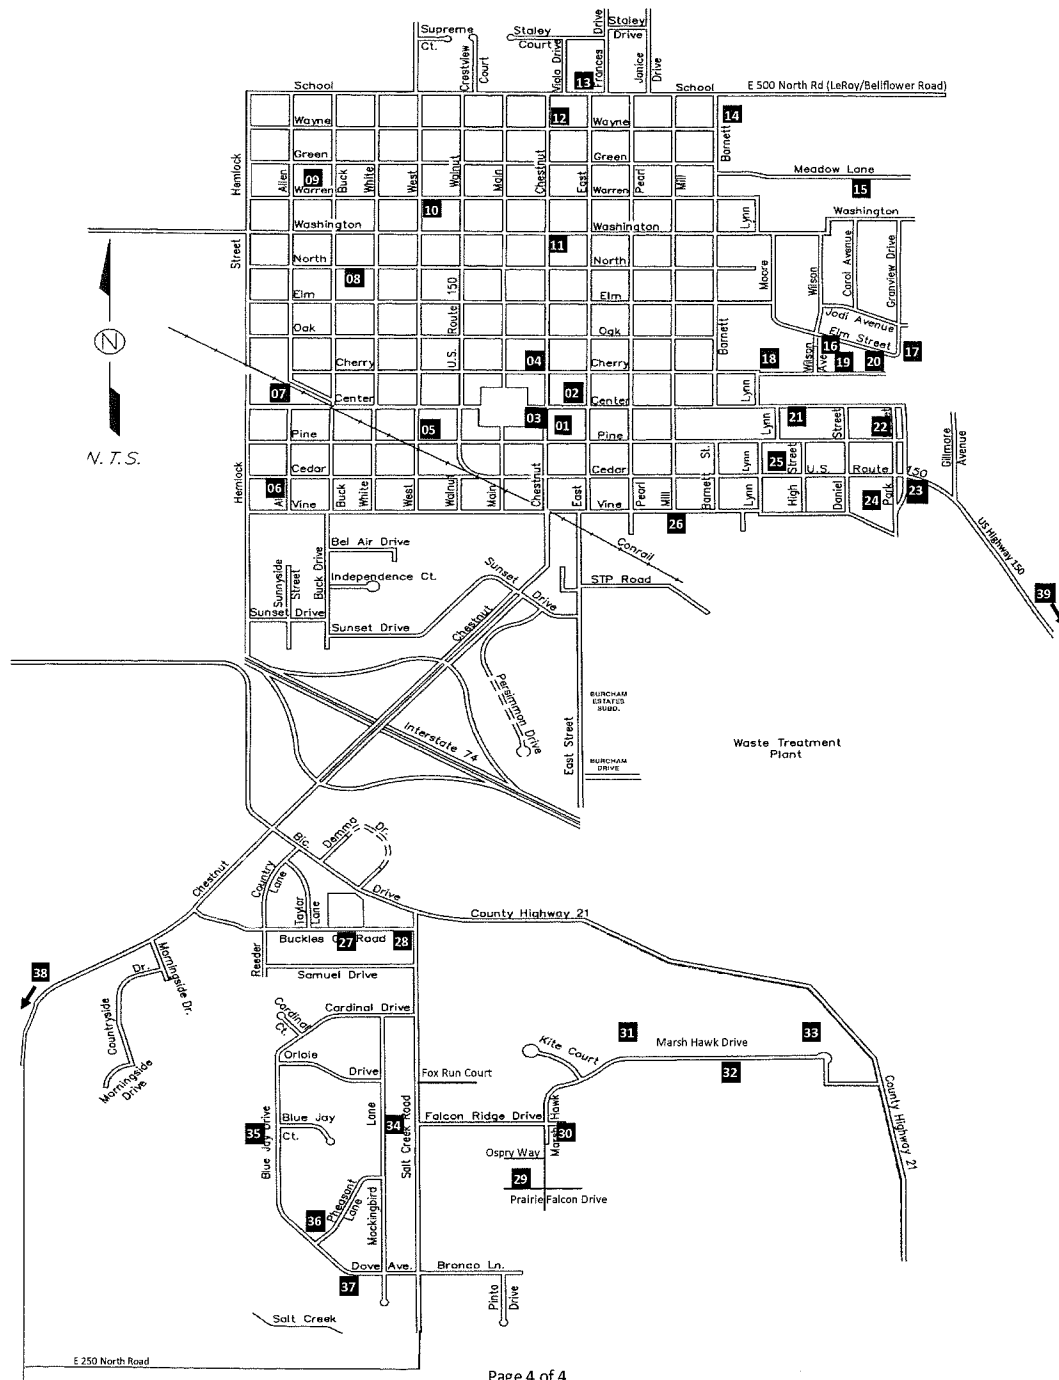 Supreme
Ct.
Crestview
Court
Staley
Court
Viola Drive
Frances
Drive
Staley
Drive
Janice
Drive
13
School
School
E 500 North Rd (LeRoy/Bellflower Road)
12
14
Wayne
Wayne
Green
Green
Barnett
Hemlock
Allen
09
Warren
Buck
White
West
Walnut
Main
Chestnut
East
Warren
Pearl
Mill
Meadow Lane
15
10
Washington
Washington
Lynn
Washington
11
Street
North
North
08
Elm
Elm
Route 150
U.S.
Moore
Wilson
Carol Avenue
Granview Drive
Jodi Avenue
Elm Street
Oak
Oak
Barnett
N
Cherry
04
Cherry
18
Wilson
Ave
16
19
20
17
07
Center
02
Center
Lynn
05
03
01
Pine
Pine
Lynn
21
Street
22
N.T.S.
Cedar
Cedar
St.
Lynn
25
Street
U.S. Route 150
Gillmore
Avenue
Hemlock
06
Vine
Buck
White
West
Walnut
Main
Chestnut
East
Vine
Pearl
Mill
Barnett
Lynn
High
Daniel
24
Park
23
26
US Highway 150
39
Bel Air Drive
Buck Drive
Independence Ct.
Sunnyside
Street
Sunset Drive
Sunset Drive
Sunset
Drive
Chestnut
Conrail
STP Road
Persimmon Drive
BURCHAM
ESTATES
SUBD.
Interstate 74
East Street
BURCHAM
DRIVE
Waste Treatment
Plant
Bic
Demma
Dr.
Drive
Chestnut
Country
Lane
Taylor
Lane
County Highway 21
Buckles
Road
27
28
Reeder
Samuel Drive
38
Morningside Dr.
Dr.
Countryside
Morningside
Drive
Cardinal
Ct.
Cardinal Drive
Oriole
Drive
Fox Run Court
Kite Court
31
Marsh Hawk Drive
33
32
County Highway 21
Lane
Salt Creek Road
34
Falcon Ridge Drive
Marsh Hawk
30
35
Blue Jay Drive
Blue Jay
Ct.
Ospry Way
29
Prairie Falcon Drive
36
Pheasant
Lane
Mockingbird
Dove Ave.
Bronco Ln.
37
Pinto
Drive
Salt Creek
E 250 North Road
Page 4 of 4